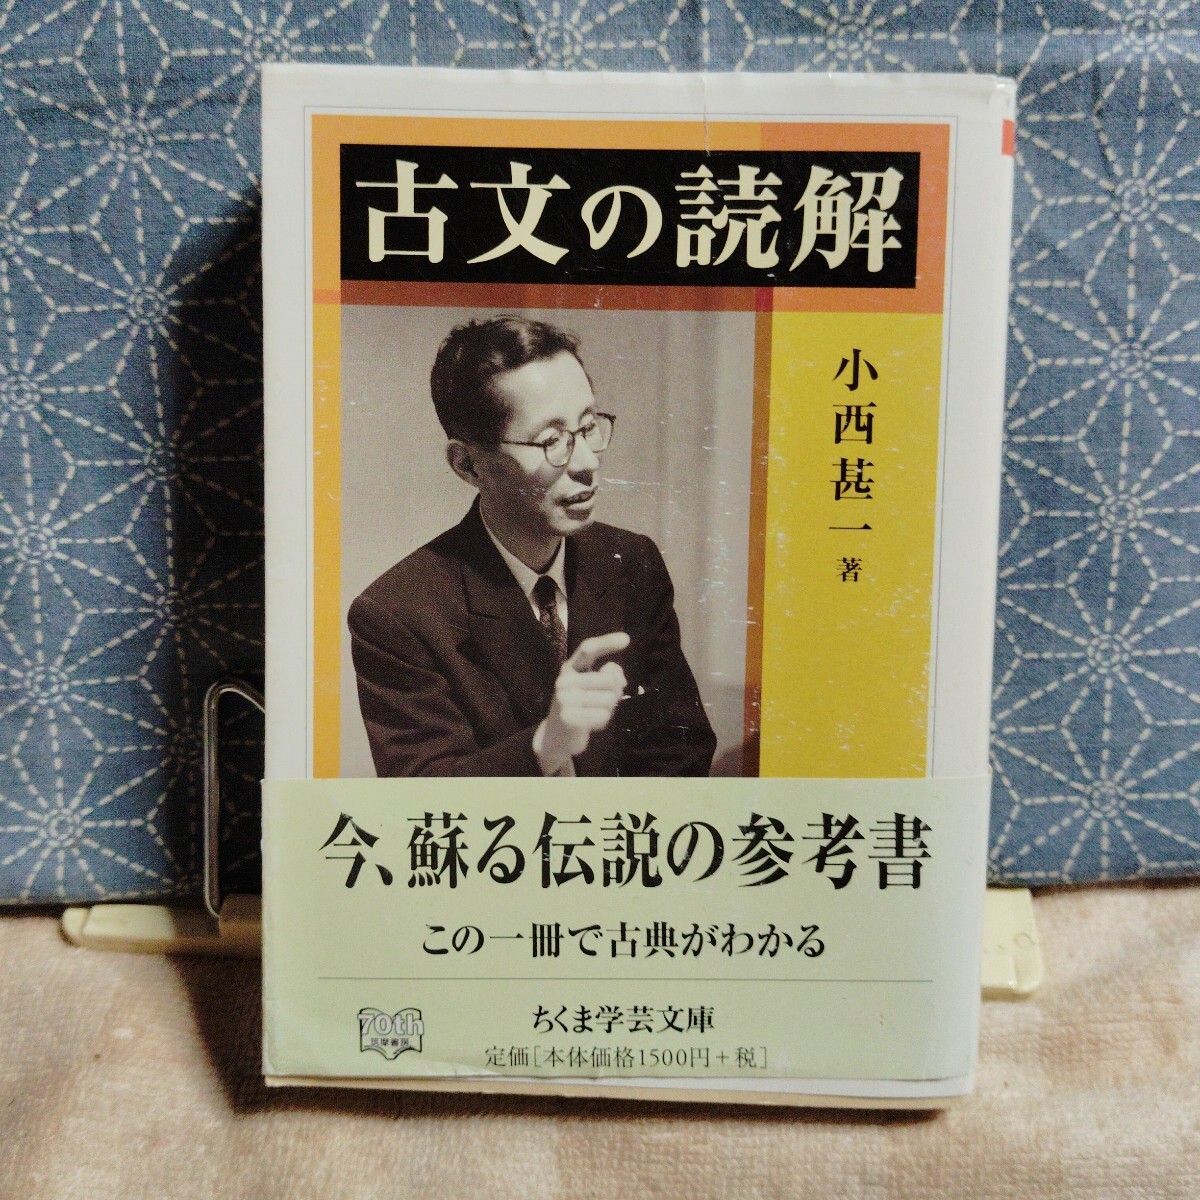 古文の読解
小西甚一 著
今、蘇る伝説の参考書
この一冊で古典がわかる
70th
筑摩書房
ちくま学芸文庫
定価[本体価格1500円+税]